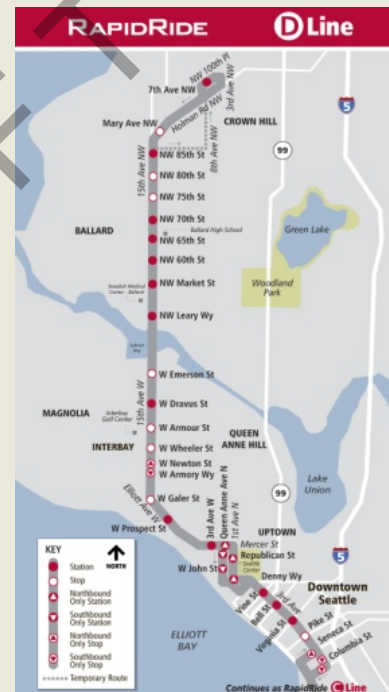 RAPIDRIDE D Line
NW 100th Pl
7th Ave NW
3rd Ave NW
Holman Rd NW
Mary Ave NW
CROWN HILL
5
99
8th Ave NW
15th Ave NW
NW 85th St
NW 80th St
NW 75th St
NW 70th St
BALLARD
Ballard High School
NW 65th St
Green Lake
NW 60th St
Swedish Medical
Center - Ballard
NW Market St
Woodland
Park
NW Leary Wy
Salmon
Bay
W Emerson St
15th Ave W
W Dravus St
MAGNOLIA
Interbay
Golf Center
W Armour St
QUEEN
ANNE HILL
INTERBAY
W Wheeler St
W Newton St
W Armory Wy
Lake
Union
99
Elliott Ave W
W Galer St
W Prospect St
3rd Ave W
Queen Anne Ave N
1st Ave N
UPTOWN
Mercer St
Republican St
Seattle
Center
5
W John St
Denny Wy
Downtown
Seattle
Vine St
3rd Ave
Bell St
Virginia St
Pike St
Seneca St
Columbia St
ELLIOTT
BAY
KEY
NORTH
Station
Stop
Northbound
Only Station
Southbound
Only Station
Northbound
Only Stop
Southbound
Only Stop
Temporary Route
Continues as RapidRide C Line